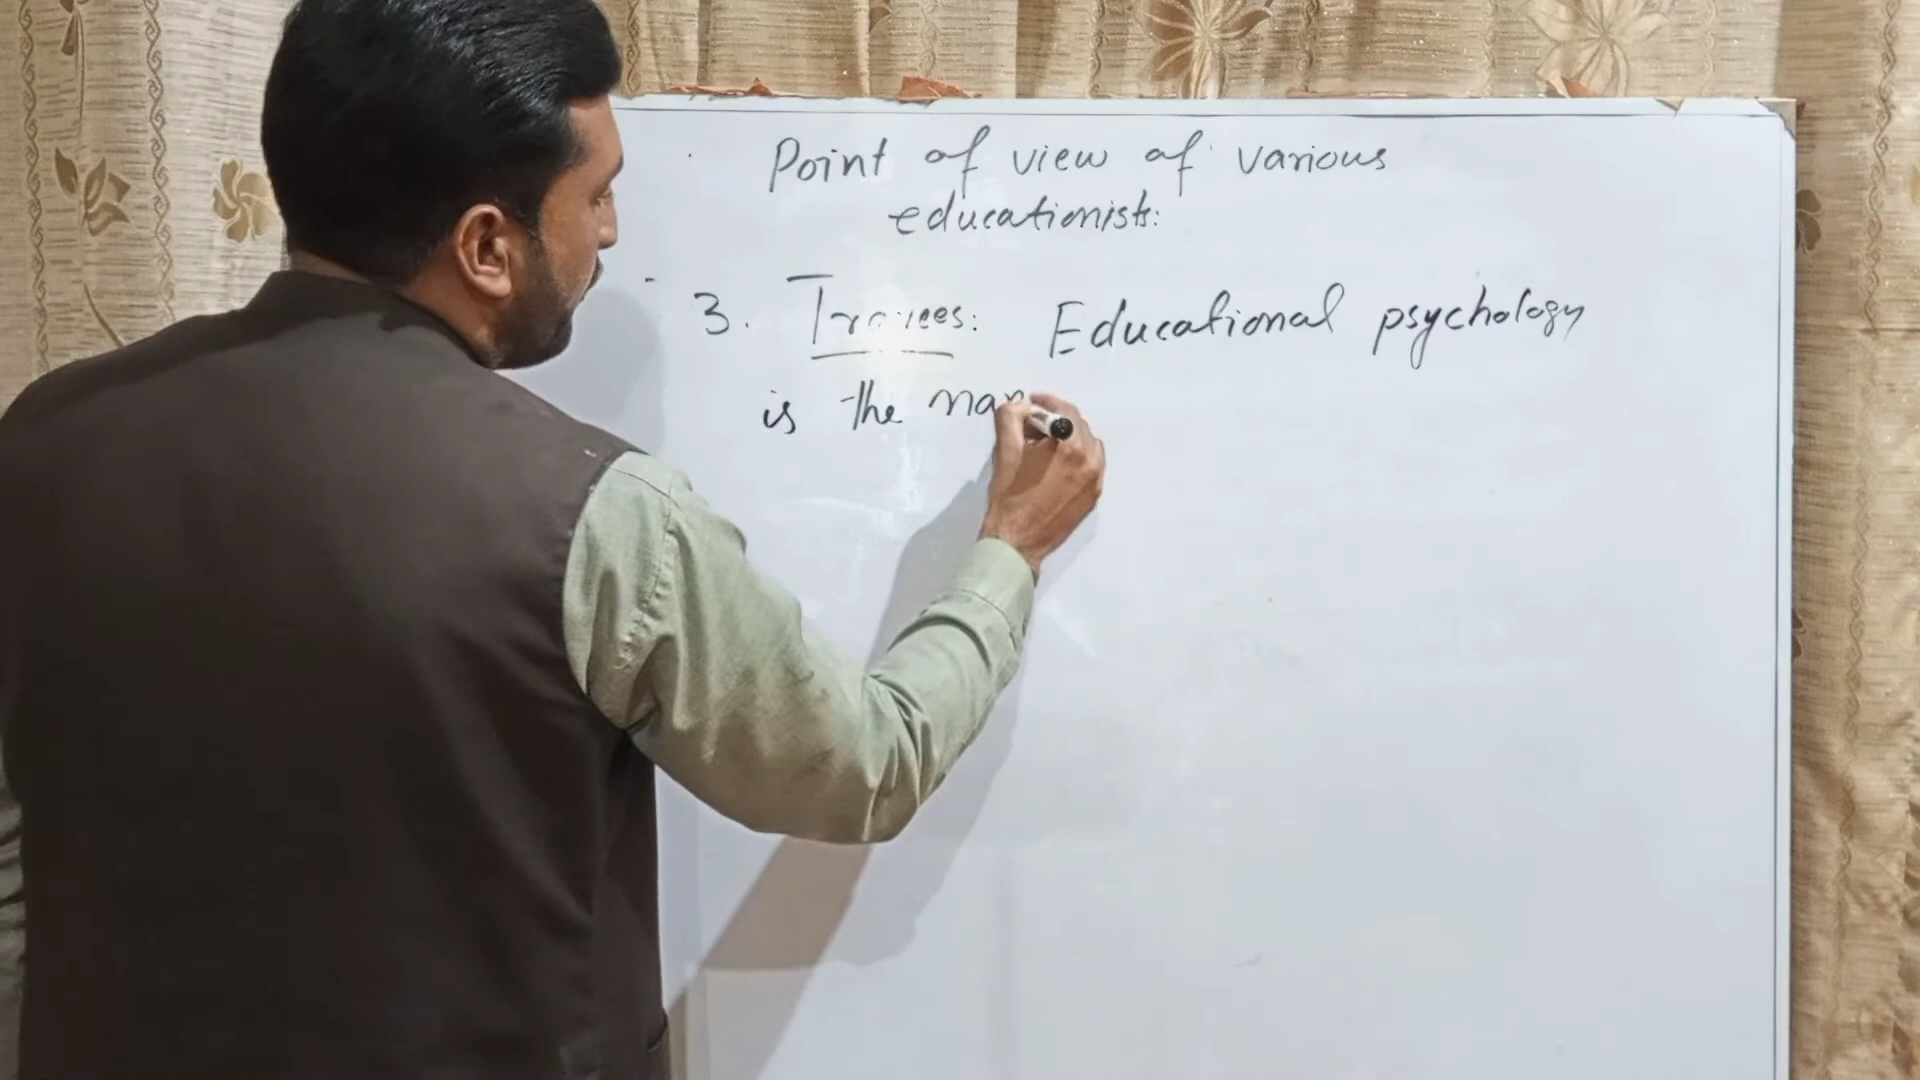 Point of view of various
educationists:
3. Educational psychology
is the